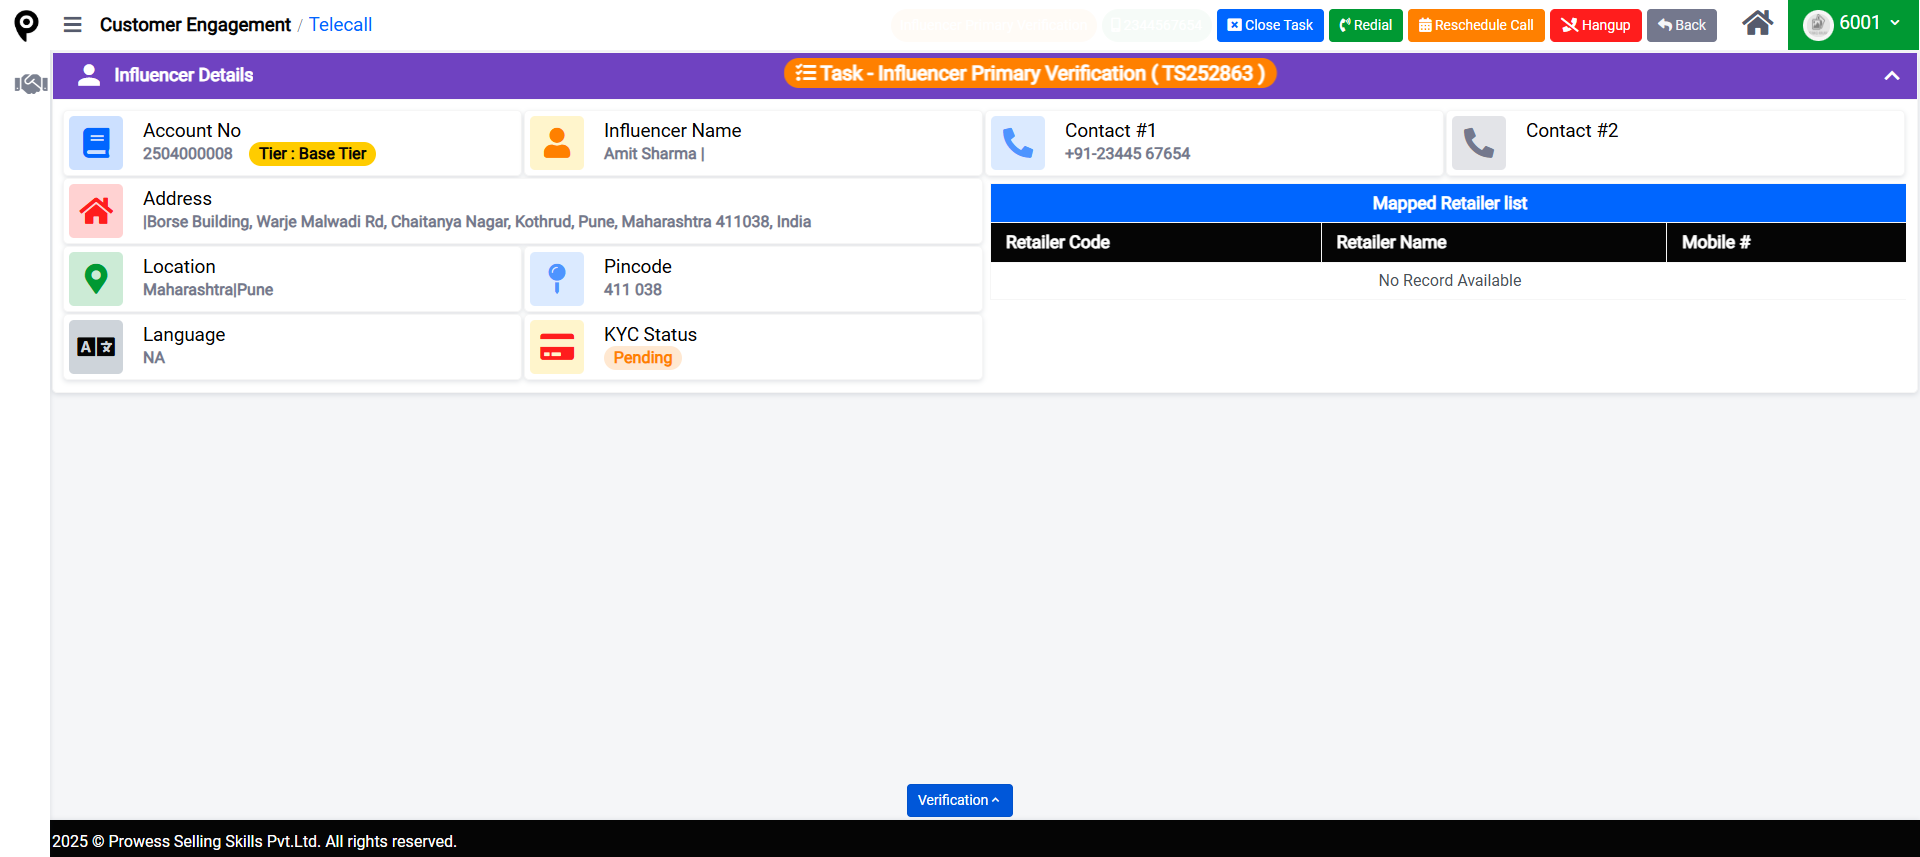 Customer Engagement / Telecall
Close Task
Redial
Reschedule Call
Hangup
Back
6001
Influencer Details
Task - Influencer Primary Verification ( TS252863 )
Account No
2504000008 Tier : Base Tier
Influencer Name
Amit Sharma |
Contact #1
+91-23445 67654
Contact #2
Address
|Borse Building, Warje Malwadi Rd, Chaitanya Nagar, Kothrud, Pune, Maharashtra 411038, India
Mapped Retailer list
Retailer Code Retailer Name Mobile #
No Record Available
Location
Maharashtra|Pune
Pincode
411 038
Language
NA
KYC Status
Pending
Verification
2025 © Prowess Selling Skills Pvt.Ltd. All rights reserved.